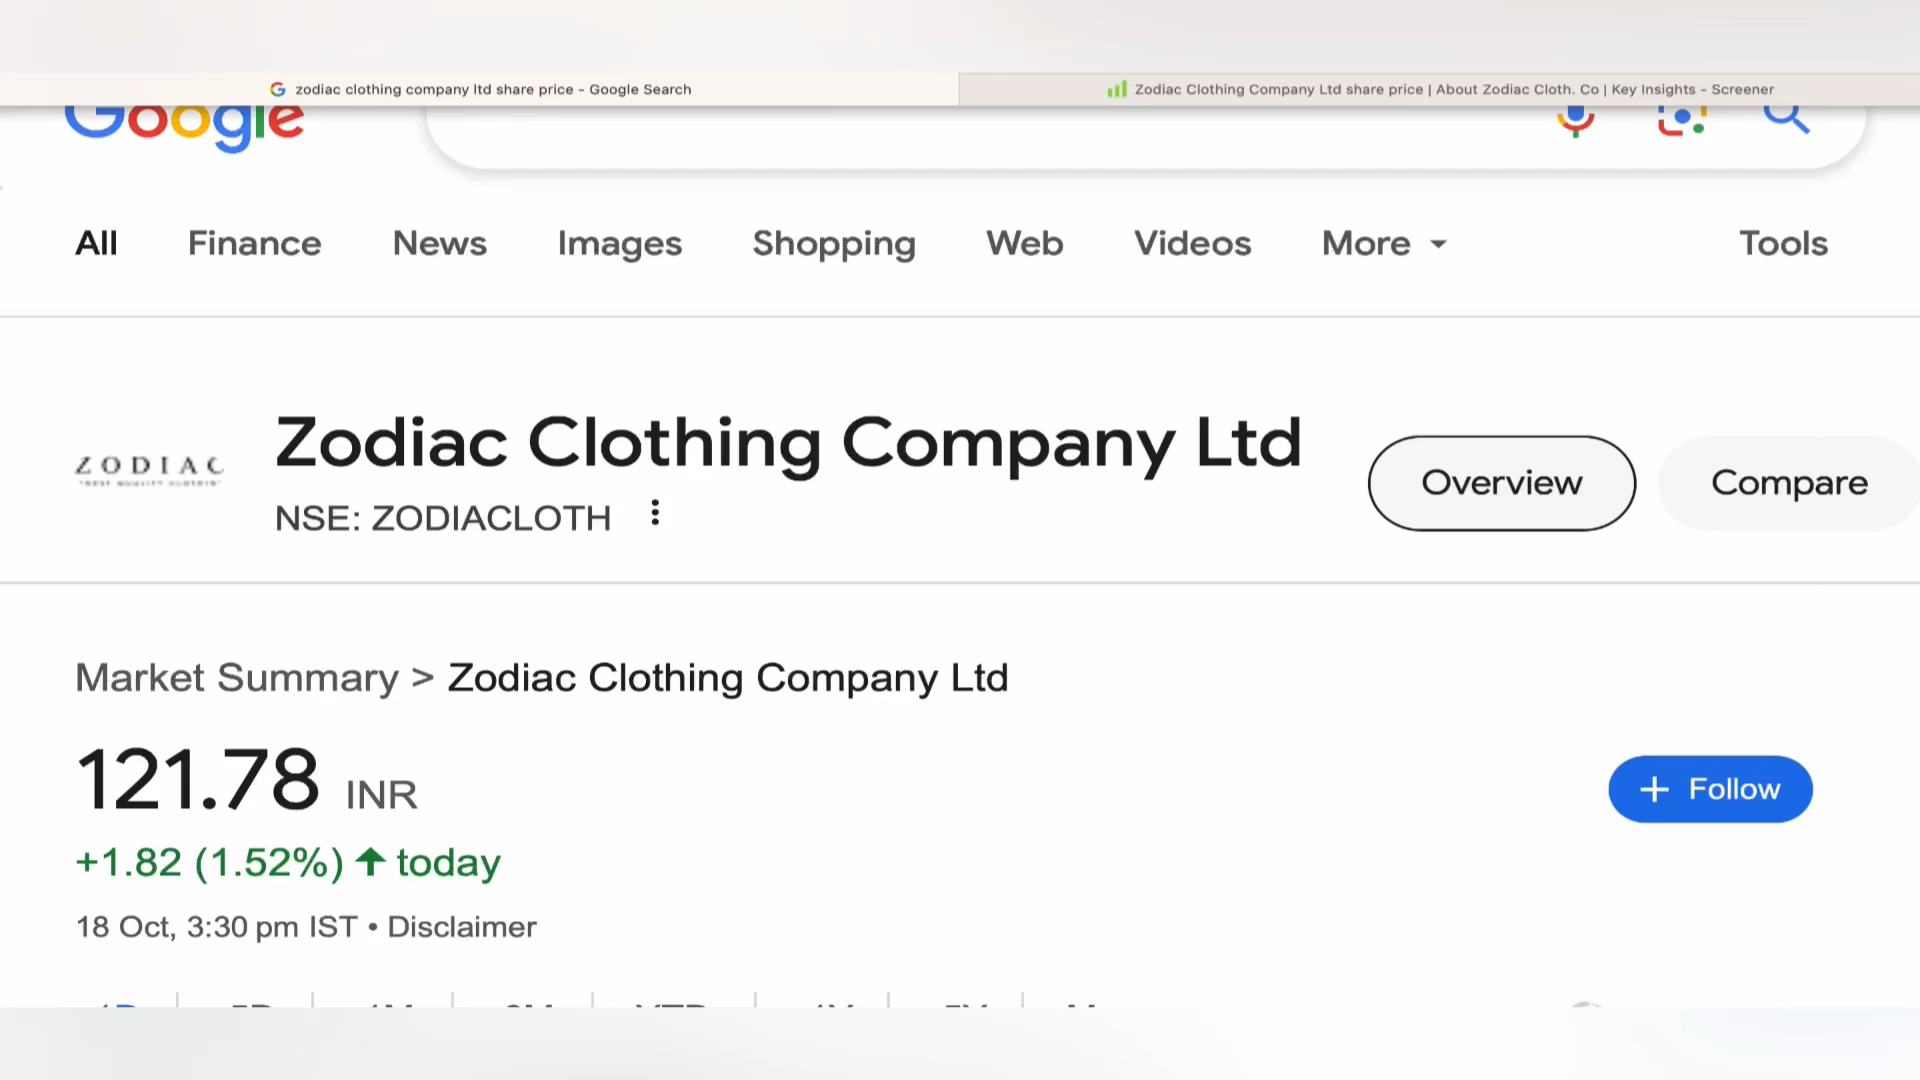 zodiac clothing company ltd share price - Google Search
Zodiac Clothing Company Ltd share price | About Zodiac Cloth. Co | Key Insights - Screener
Google
All Finance News Images Shopping Web Videos More Tools
ZODIAC
Zodiac Clothing Company Ltd
NSE: ZODIACLOTH
Overview Compare
Market Summary > Zodiac Clothing Company Ltd
121.78 INR
+ Follow
+1.82 (1.52%) today
18 Oct, 3:30 pm IST • Disclaimer